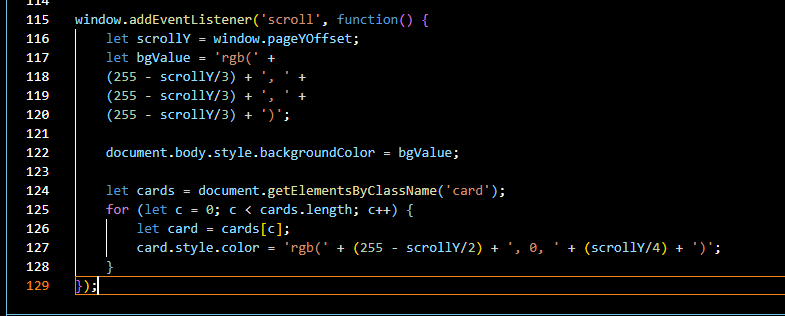 114
115 window.addEventListener('scroll', function() {
116     let scrollY = window.pageYOffset;
117     let bgValue = 'rgb(' +
118     (255 - scrollY/3) + ', ' +
119     (255 - scrollY/3) + ', ' +
120     (255 - scrollY/3) + ')';
121
122     document.body.style.backgroundColor = bgValue;
123
124     let cards = document.getElementsByClassName('card');
125     for (let c = 0; c < cards.length; c++) {
126         let card = cards[c];
127         card.style.color = 'rgb(' + (255 - scrollY/2) + ', 0, ' + (scrollY/4) + ')';
128     }
129 });